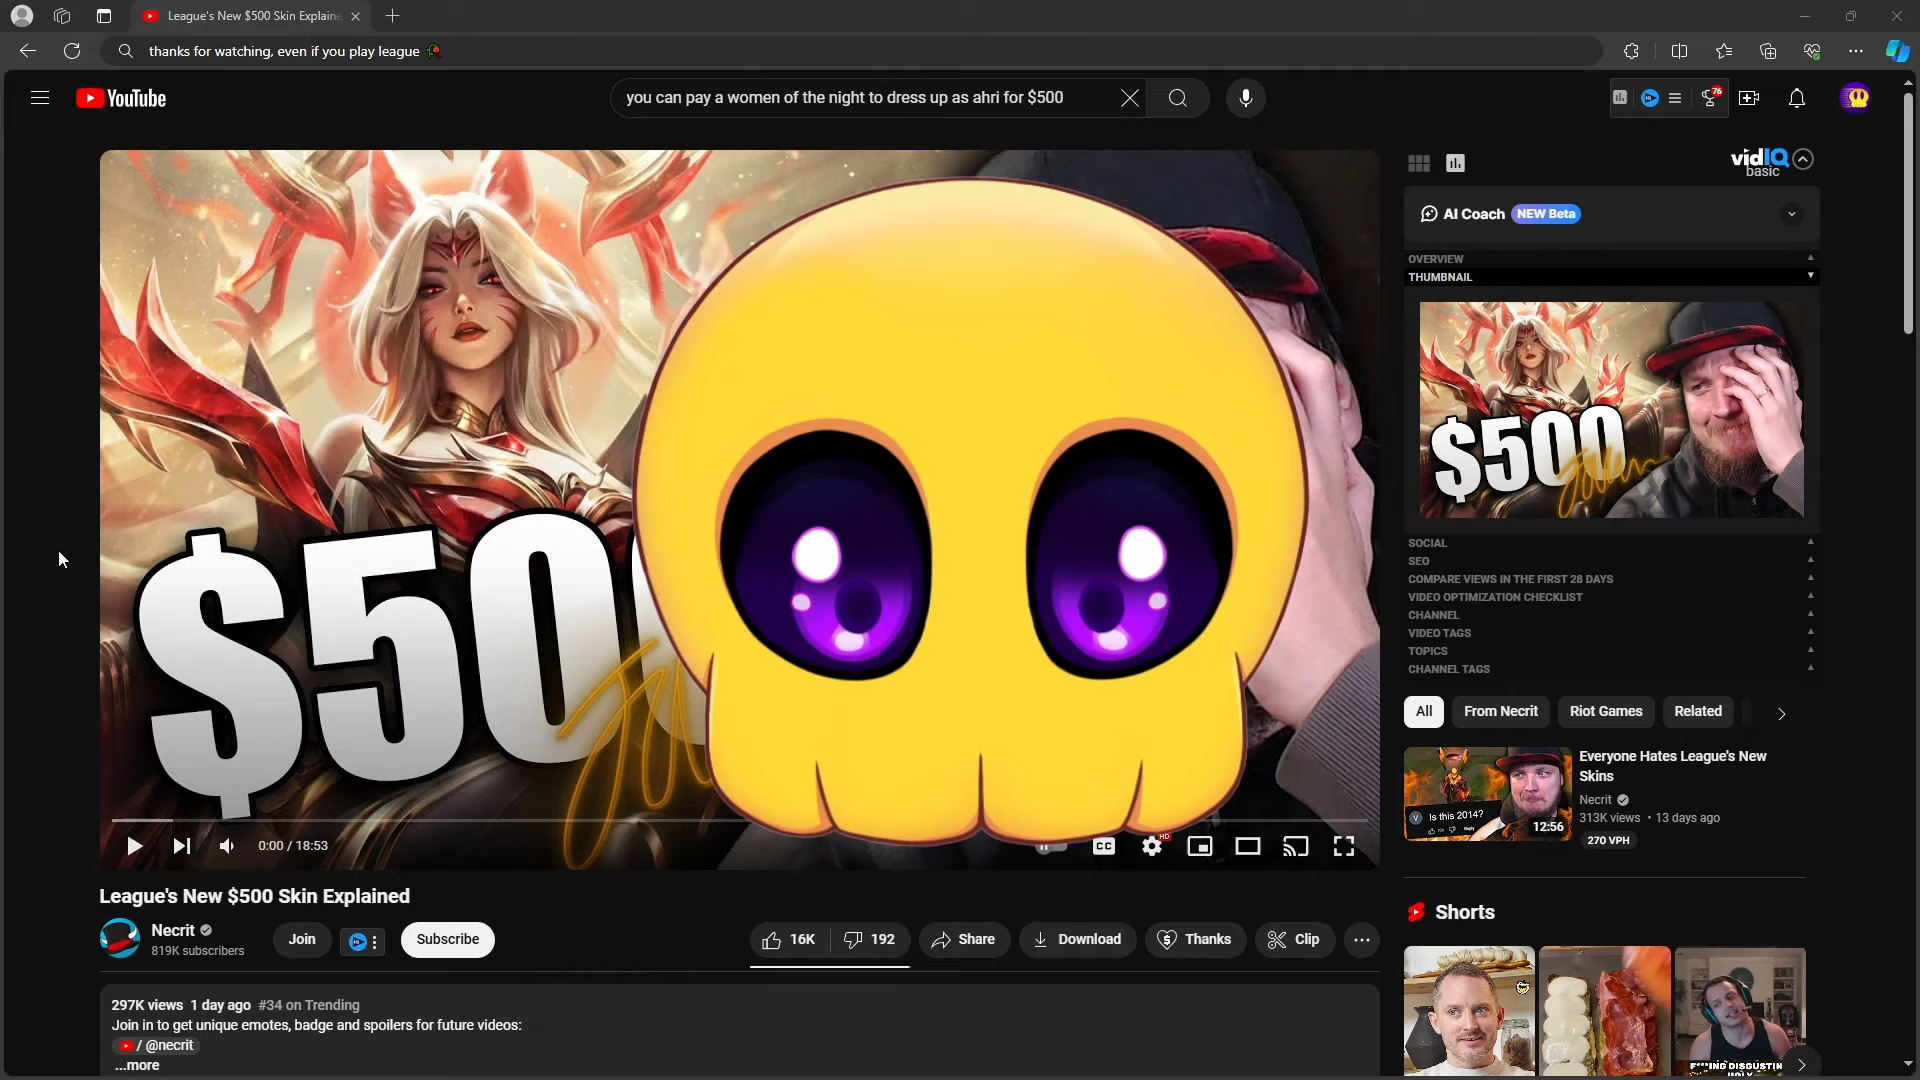 League's New $500 Skin Explaine
thanks for watching, even if you play league
YouTube
you can pay a women of the night to dress up as ahri for $500
76
vidIQ
basic
AI Coach NEW Beta
OVERVIEW
THUMBNAIL
$500
$50
SOCIAL
SEO
COMPARE VIEWS IN THE FIRST 28 DAYS
VIDEO OPTIMIZATION CHECKLIST
CHANNEL
VIDEO TAGS
TOPICS
CHANNEL TAGS
All From Necrit Riot Games Related
Is this 2014?
12:56
Everyone Hates League's New
Skins
Necrit
313K views • 13 days ago
270 VPH
0:00 / 18:53
CC
HD
League's New $500 Skin Explained
Necrit
819K subscribers
Join
Subscribe
16K 192 Share Download Thanks Clip
Shorts
297K views 1 day ago #34 on Trending
Join in to get unique emotes, badge and spoilers for future videos:
/ @necrit
...more
F***ING DISGUSTIN